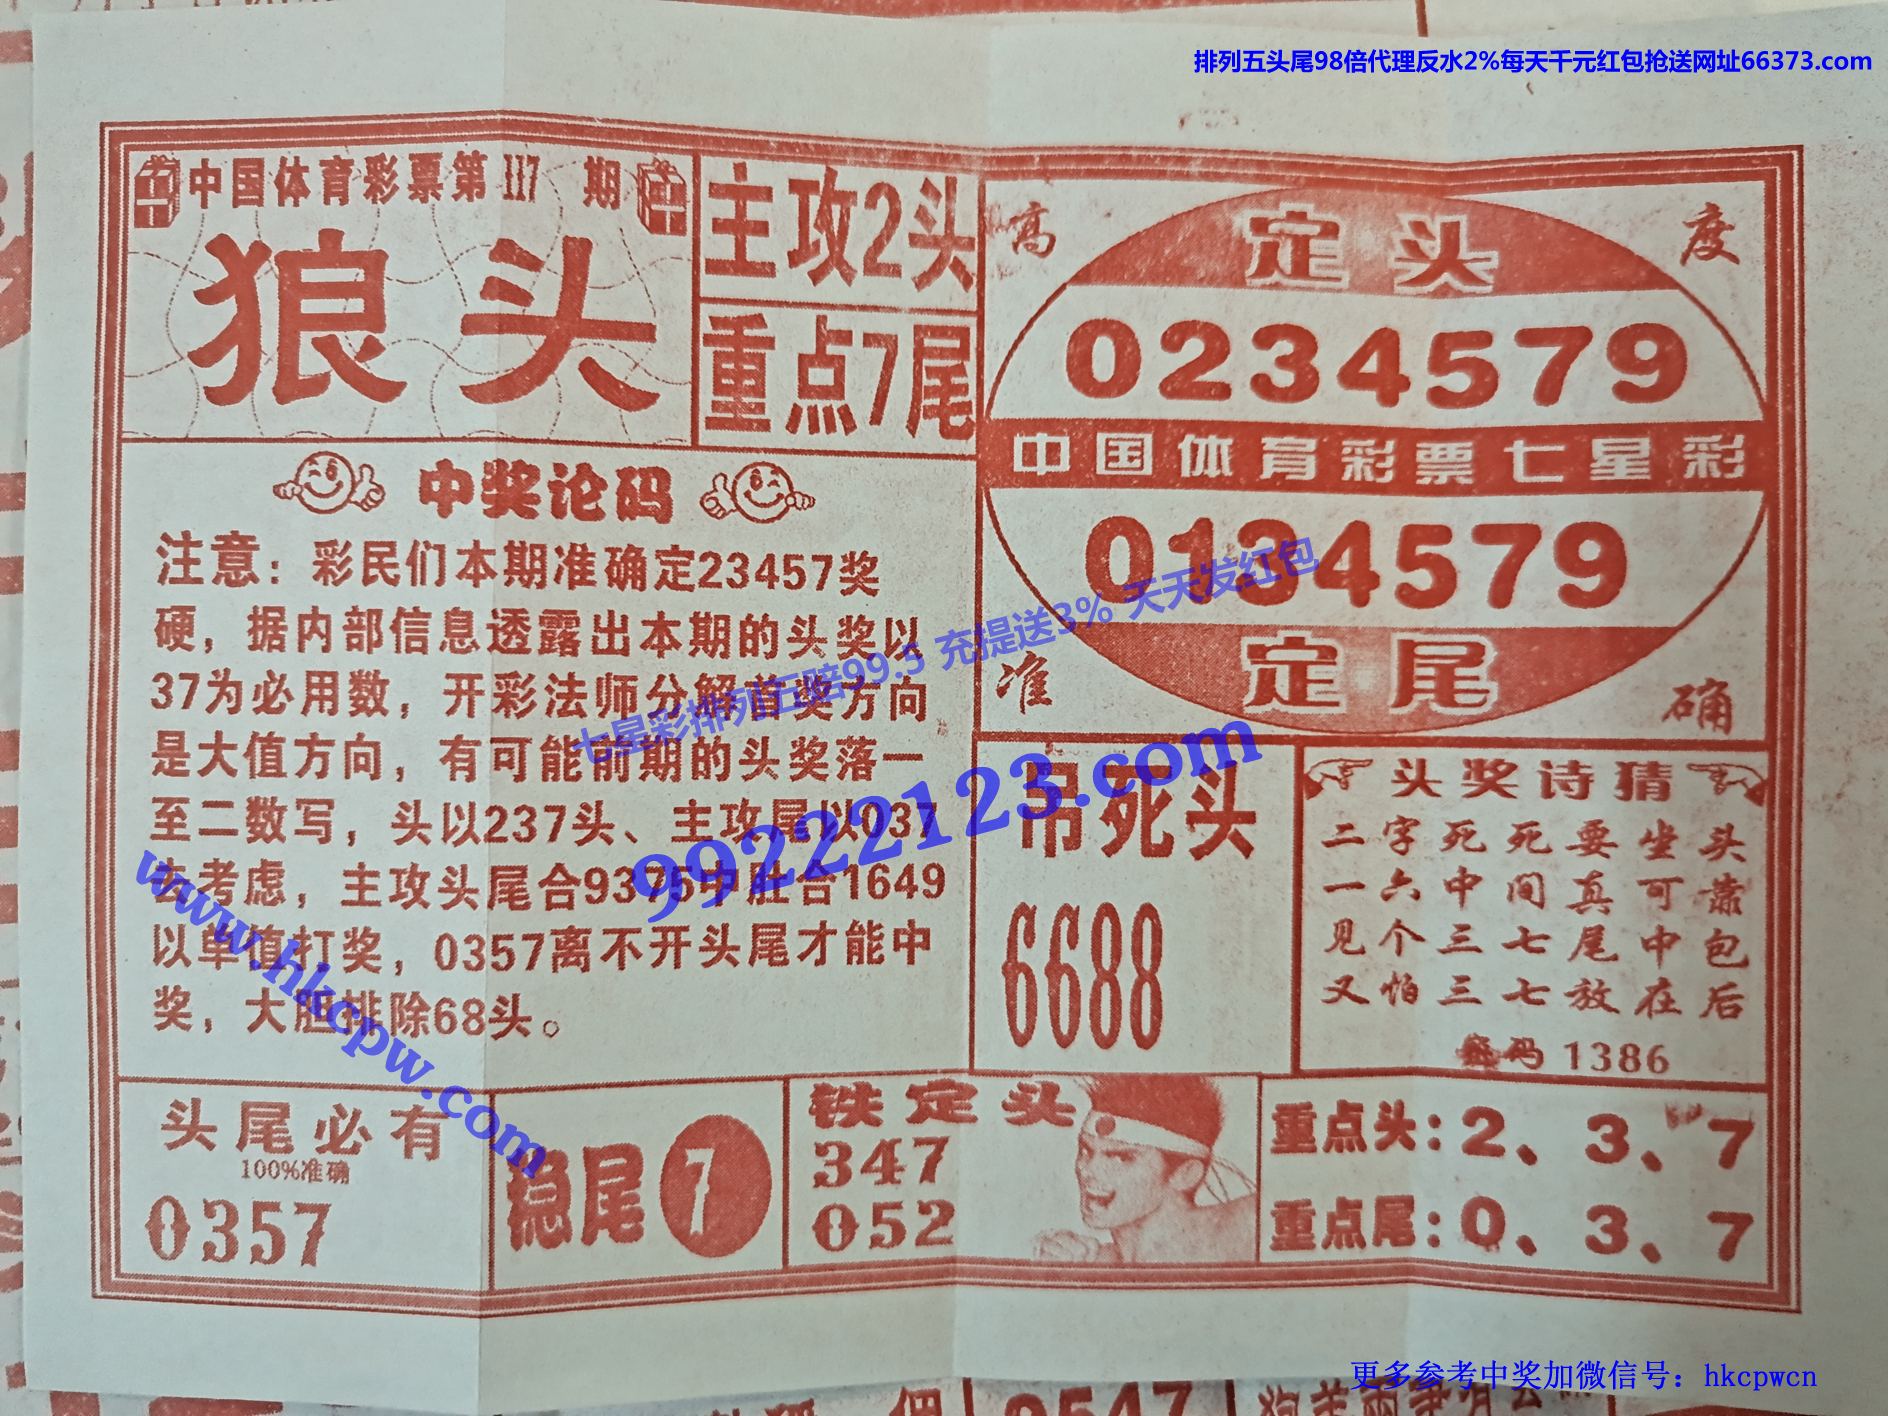 排列五头尾98倍代理反水2%每天千元红包抢送网址66373.com
中国体育彩票第 117 期
狼头
主攻2头
重点7尾
高度
定头
0234579
中国体育彩票七星彩
0134579
定尾
准确
中奖论码
注意：彩民们本期准确定23457奖
硬，据内部信息透露出本期的头奖以
37为必用数，开彩法师分解首奖方向
是大值方向，有可能前期的头奖落一
至二数写，头以237头、主攻尾以037
去考虑，主攻头尾合9375中肚合1649
以单值打奖，0357离不开头尾才能中
奖，大胆排除68头。
七星彩排列五赔99.5 充提送3% 天天发红包
99222123.com
www.hkcpw.com
吊死头
6688
头奖诗猜
二字死死要坐头
一六中间真可靠
见个三七尾中包
又怕三七放在后
1386
头尾必有
100%准确
0357
稳尾 7
铁定头
347
052
重点头：2、3、7
重点尾：0、3、7
更多参考中奖加微信号：hkcpwcn